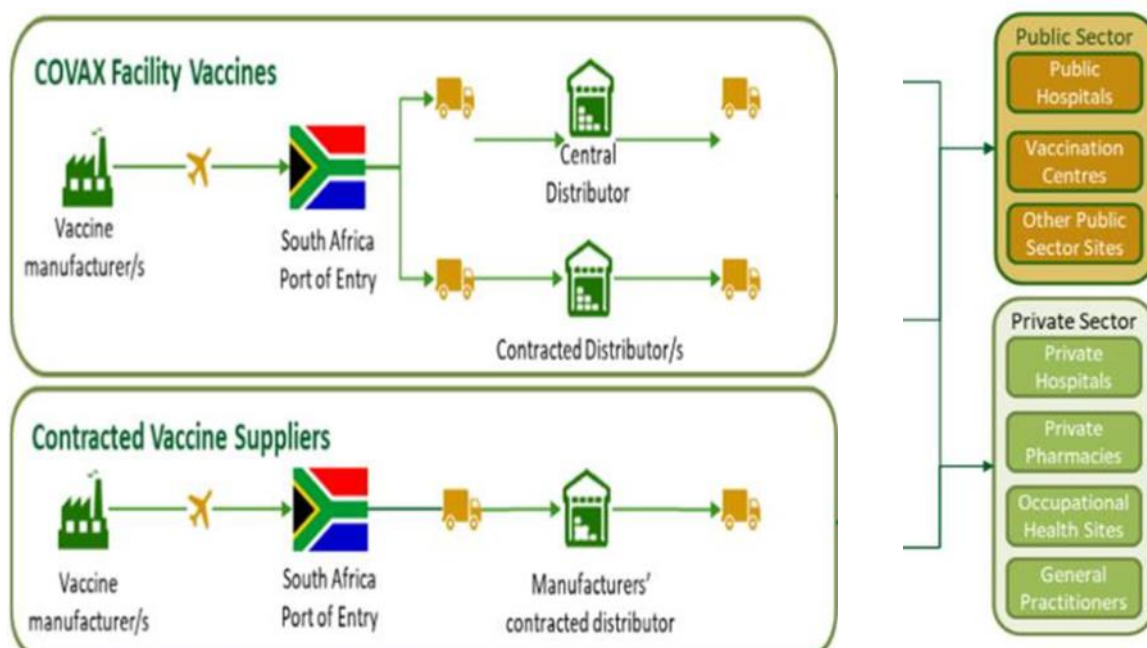 COVAX Facility Vaccines
Vaccine
manufacturer/s
South Africa
Port of Entry
Central
Distributor
Contracted Distributor/s
Contracted Vaccine Suppliers
Vaccine
manufacturer/s
South Africa
Port of Entry
Manufacturers'
contracted distributor
Public Sector
Public
Hospitals
Vaccination
Centres
Other Public
Sector Sites
Private Sector
Private
Hospitals
Private
Pharmacies
Occupational
Health Sites
General
Practitioners